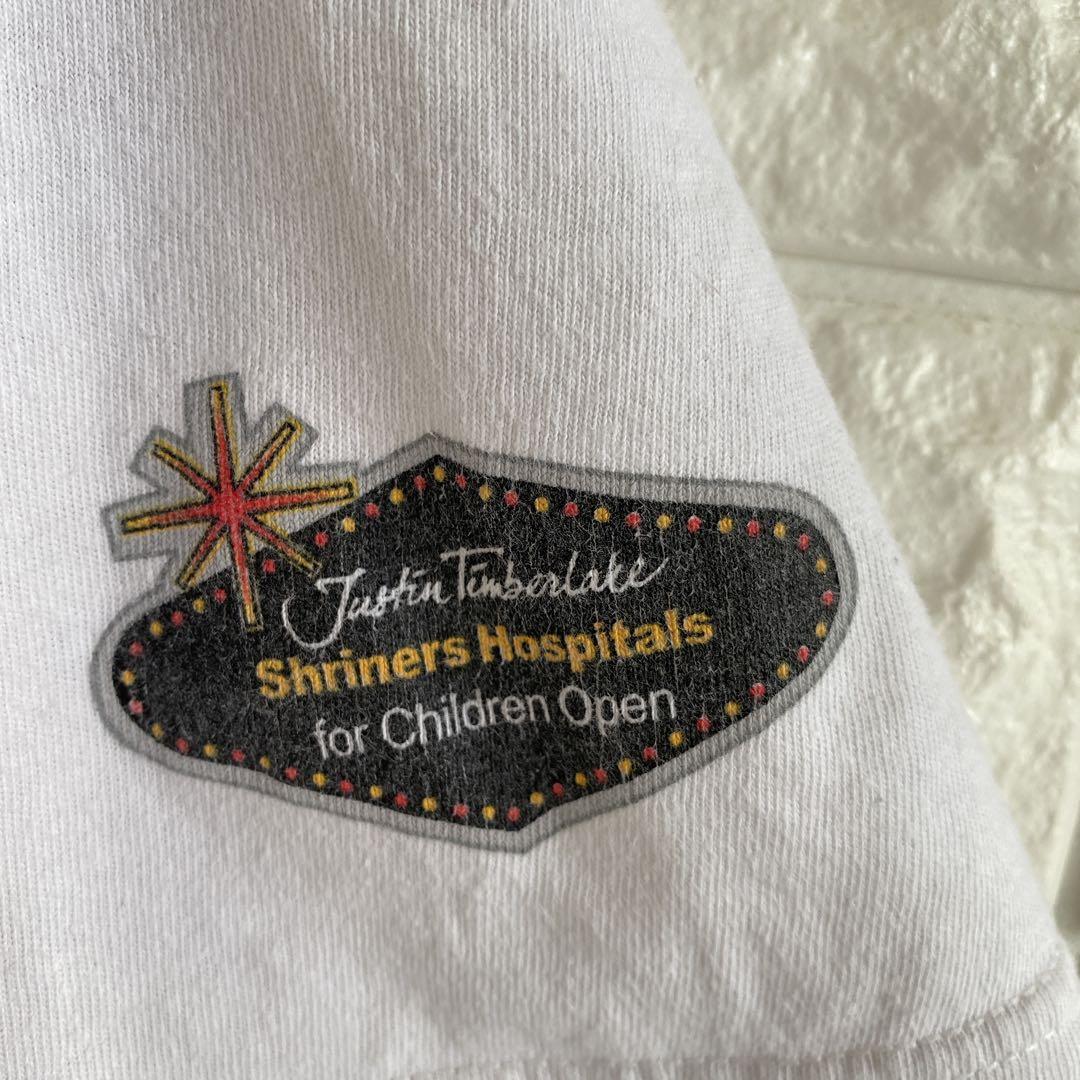 Justin Timberlake
Shriners Hospitals
for Children Open